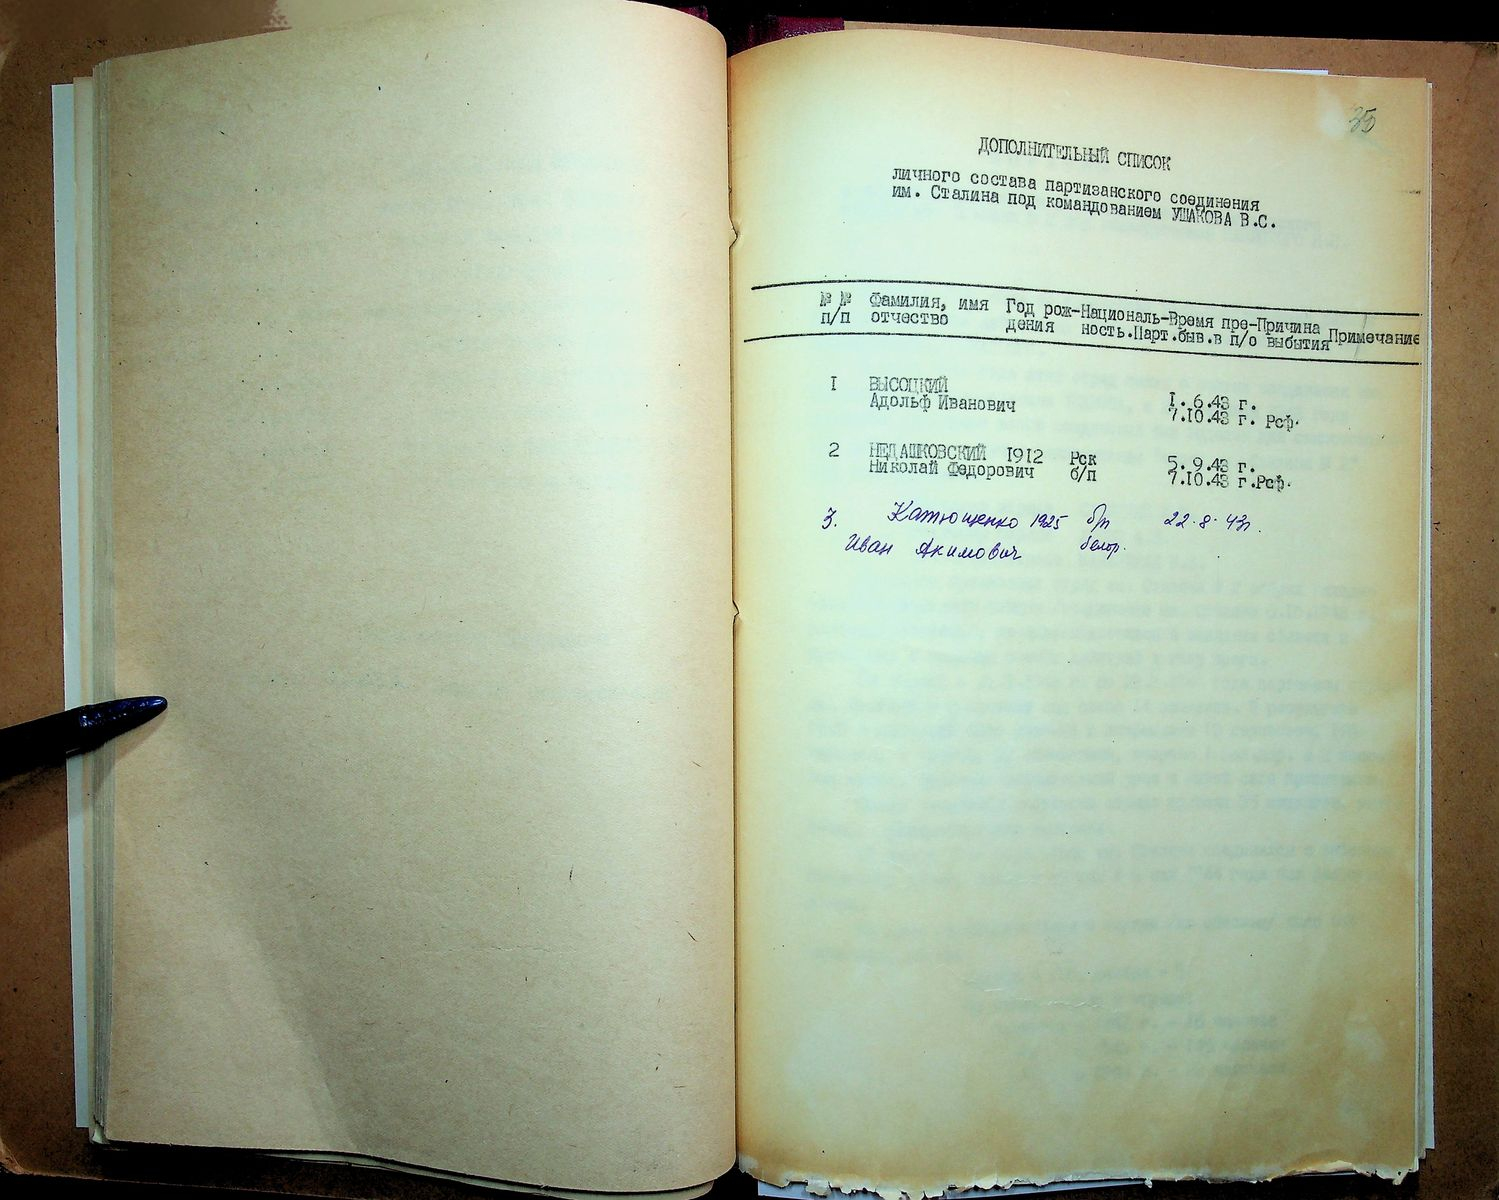 35
ДОПОЛНИТЕЛЬНЫЙ СПИСОК
личного состава партизанского соединения
им. Сталина под командованием УШАКОВА В.С.
№ № Фамилия, имя Год рож- Националь- Время пре- Причина Примечание
п/п отчество дения ность.Парт. быв.в п/о выбытия
I ВЫСОЦКИЙ
Адольф Иванович I. 6.43 г.
7.10.43 г. Рсф.
2 НЕДАШКОВСКИЙ 1912 Рск 5. 9.43 г.
Николай Федорович б/п 7.10.43 г.Рсф.
3. Катющенко 1925 б/п 22.8.43г.
Иван Акимович белор.